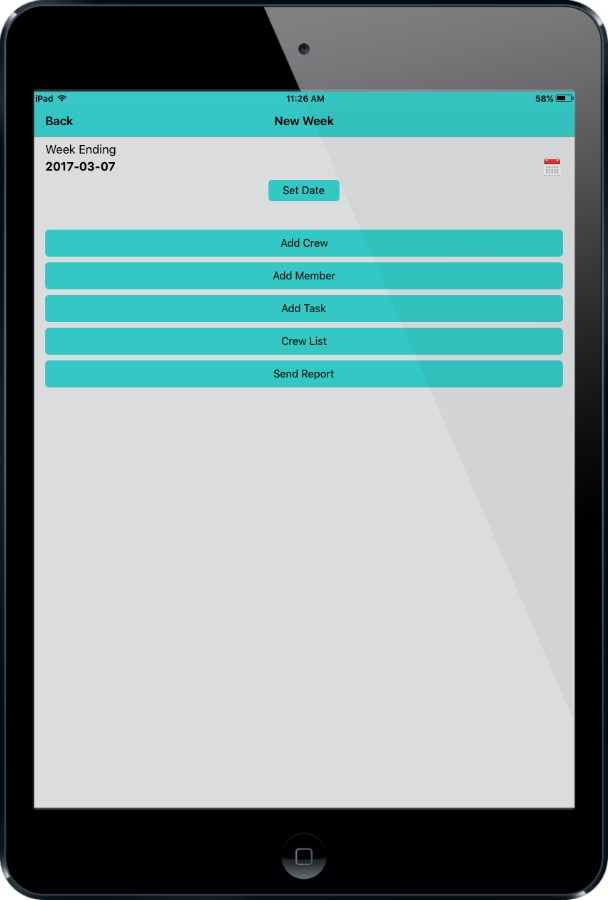 iPad 11:26 AM 58%
Back New Week
Week Ending
2017-03-07
Set Date
Add Crew
Add Member
Add Task
Crew List
Send Report